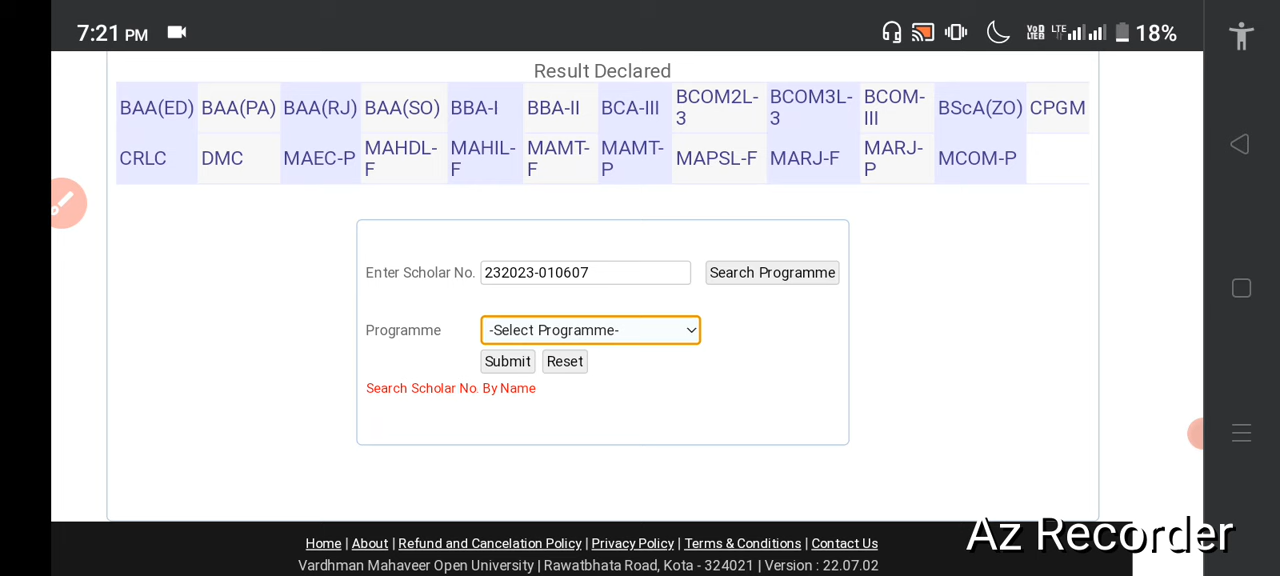 7:21 PM
VoD LTE2 LTE 18%
Result Declared
BAA(ED) BAA(PA) BAA(RJ) BAA(SO) BBA-I BBA-II BCA-III BCOM2L-3 BCOM3L-3 BCOM-III BScA(ZO) CPGM
CRLC DMC MAEC-P MAHDL-F MAHIL-F MAMT-F MAMT-P MAPSL-F MARJ-F MARJ-P MCOM-P
Enter Scholar No. 232023-010607 Search Programme
Programme -Select Programme-
Submit Reset
Search Scholar No. By Name
Az Recorder
Home | About | Refund and Cancelation Policy | Privacy Policy | Terms & Conditions | Contact Us
Vardhman Mahaveer Open University | Rawatbhata Road, Kota - 324021 | Version : 22.07.02